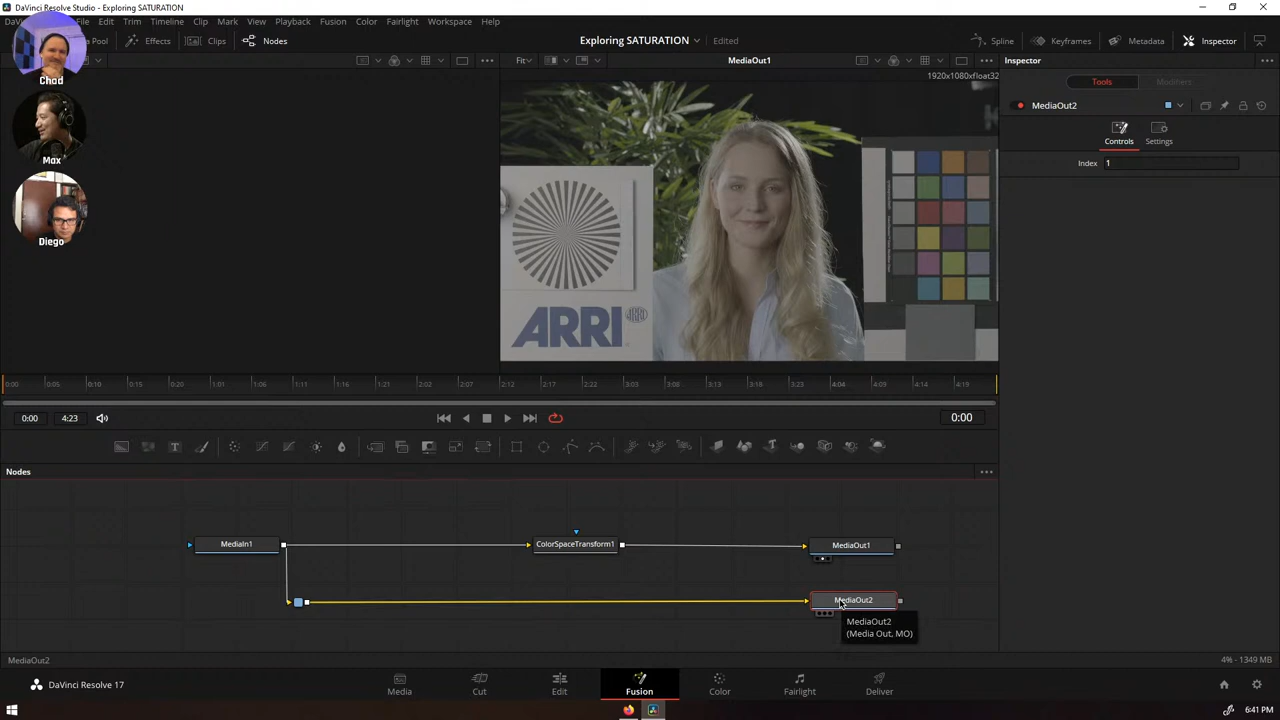 DaVinci Resolve Studio - Exploring SATURATION
File Edit Trim Timeline Clip Mark View Playback Fusion Color Fairlight Workspace Help
Pool Effects Clips Nodes
Exploring SATURATION Edited
Spline Keyframes Metadata Inspector
Fit MediaOut1
Inspector
1920x1080xfloat32
Chad
Tools Modifiers
MediaOut2
Controls Settings
Index 1
Max
Diego
ARRI
ARRI
0:00 0:05 0:10 0:15 0:20 1:01 1:06 1:11 1:16 1:21 2:02 2:07 2:12 2:17 2:22 3:03 3:08 3:13 3:18 3:23 4:04 4:09 4:14 4:19
0:00 4:23 0:00
Nodes
MediaIn1 ColorSpaceTransform1 MediaOut1
MediaOut2
MediaOut2
(Media Out, MO)
MediaOut2 4% - 1349 MB
DaVinci Resolve 17
Media Cut Edit Fusion Color Fairlight Deliver
6:41 PM